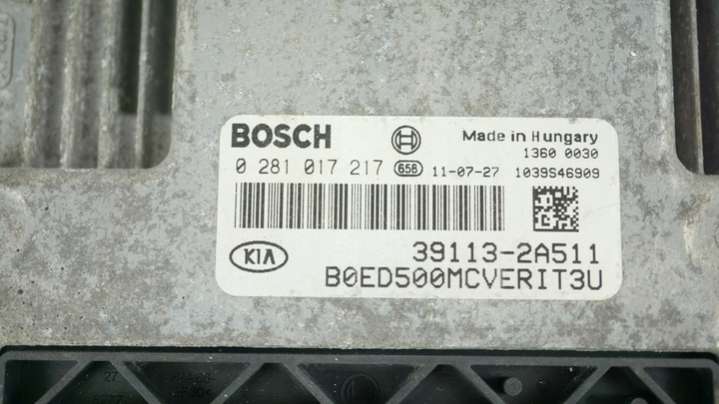 BOSCH Made in Hungary
1360 0030
0 281 017 217 658 11-07-27 1039S46909
KIA 39113-2A511
B0ED500MCVERIT3U